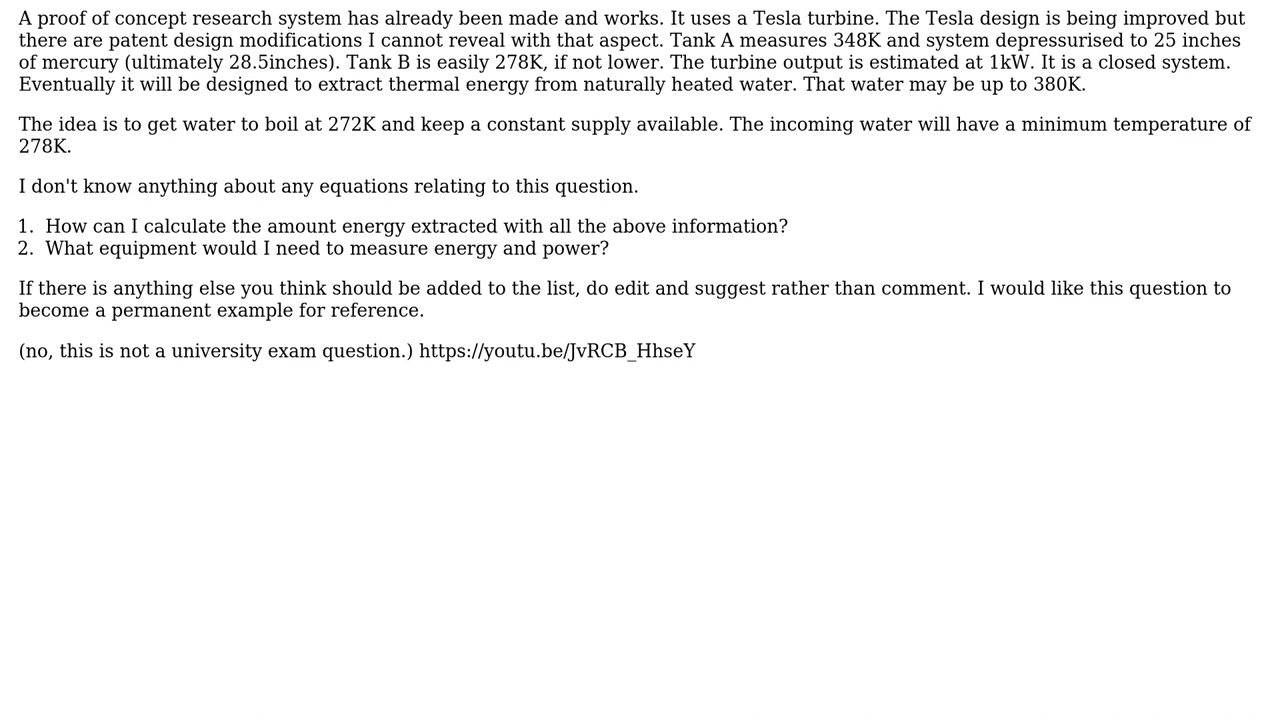 A proof of concept research system has already been made and works. It uses a Tesla turbine. The Tesla design is being improved but
there are patent design modifications I cannot reveal with that aspect. Tank A measures 348K and system depressurised to 25 inches
of mercury (ultimately 28.5inches). Tank B is easily 278K, if not lower. The turbine output is estimated at 1kW. It is a closed system.
Eventually it will be designed to extract thermal energy from naturally heated water. That water may be up to 380K.
The idea is to get water to boil at 272K and keep a constant supply available. The incoming water will have a minimum temperature of
278K.
I don't know anything about any equations relating to this question.
1. How can I calculate the amount energy extracted with all the above information?
2. What equipment would I need to measure energy and power?
If there is anything else you think should be added to the list, do edit and suggest rather than comment. I would like this question to
become a permanent example for reference.
(no, this is not a university exam question.) https://youtu.be/JvRCB_HhseY